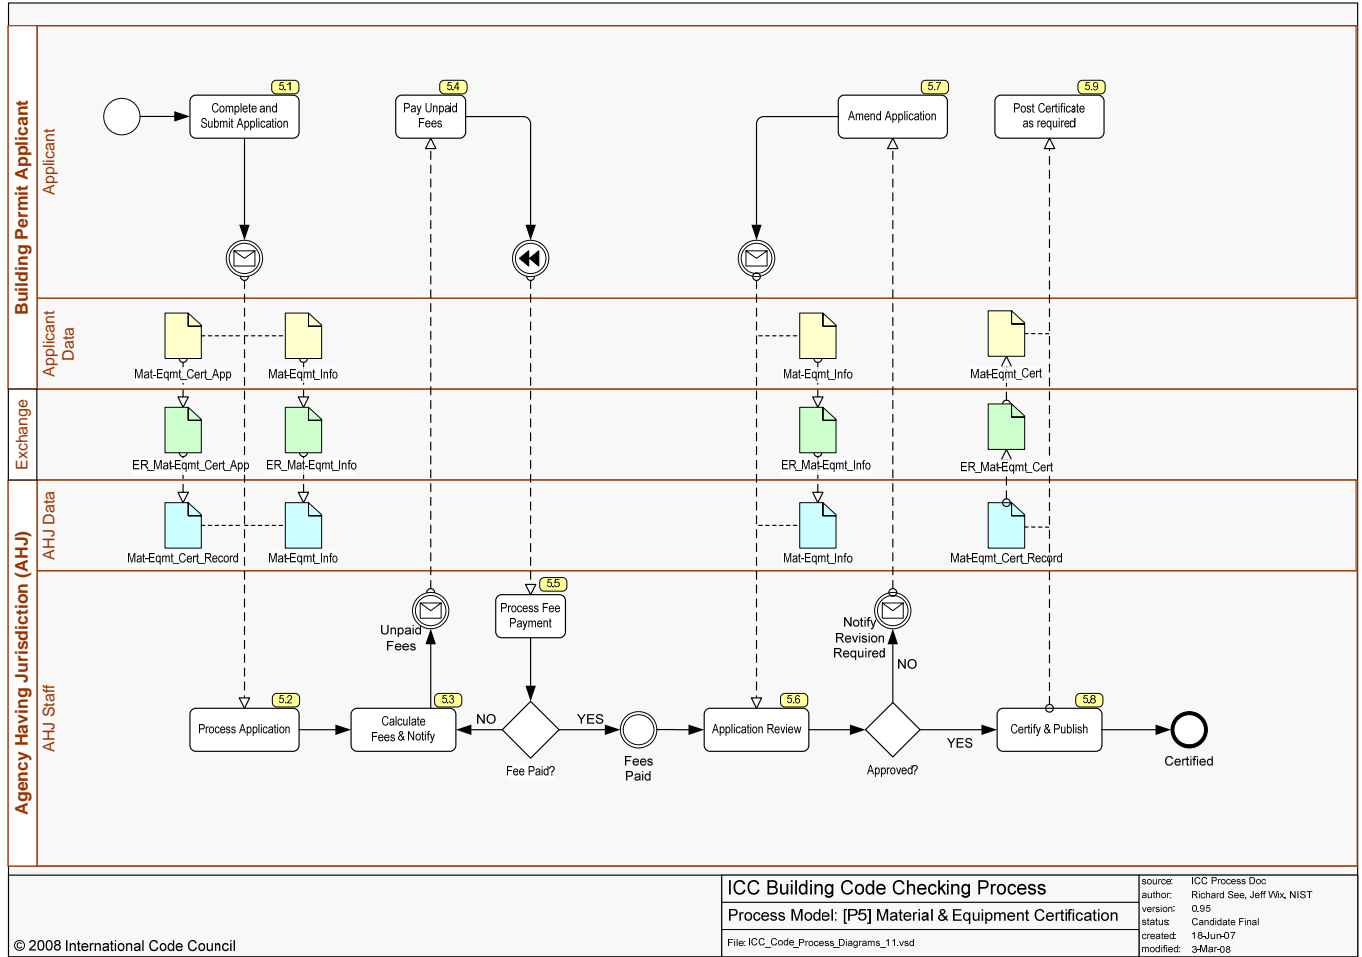 Building Permit Applicant
Applicant
5.1
Complete and
Submit Application
5.4
Pay Unpaid
Fees
5.7
Amend Application
5.9
Post Certificate
as required
Applicant
Data
Mat-Eqmt_Cert_App
Mat-Eqmt_Info
Mat-Eqmt_Info
Mat-Eqmt_Cert
Exchange
ER_Mat-Eqmt_Cert_App
ER_Mat-Eqmt_Info
ER_Mat-Eqmt_Info
ER_Mat-Eqmt_Cert
Agency Having Jurisdiction (AHJ)
AHJ Data
Mat-Eqmt_Cert_Record
Mat-Eqmt_Info
Mat-Eqmt_Info
Mat-Eqmt_Cert_Record
AHJ Staff
Unpaid
Fees
5.5
Process Fee
Payment
Notify
Revision
Required
NO
5.2
Process Application
5.3
Calculate
Fees & Notify
NO
Fee Paid?
YES
Fees
Paid
5.6
Application Review
Approved?
YES
5.8
Certify & Publish
Certified
© 2008 International Code Council
ICC Building Code Checking Process
Process Model: [P5] Material & Equipment Certification
File: ICC_Code_Process_Diagrams_11.vsd
source: ICC Process Doc
author: Richard See, Jeff Wix, NIST
version: 0.95
status: Candidate Final
created: 18-Jun-07
modified: 3-Mar-08